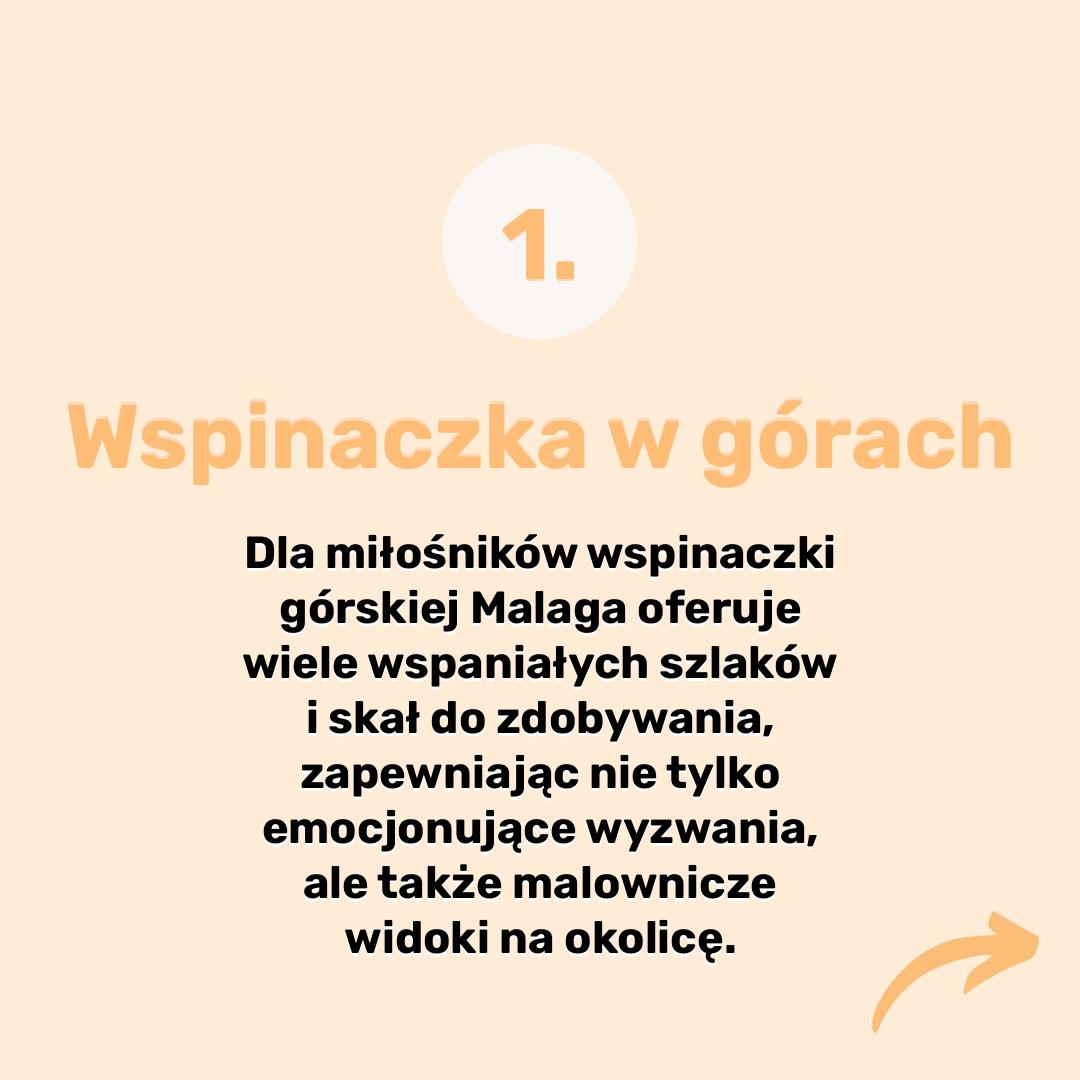 1.
Wspinaczka w górach
Dla miłośników wspinaczki
górskiej Malaga oferuje
wiele wspaniałych szlaków
i skał do zdobywania,
zapewniając nie tylko
emocjonujące wyzwania,
ale także malownicze
widoki na okolicę.